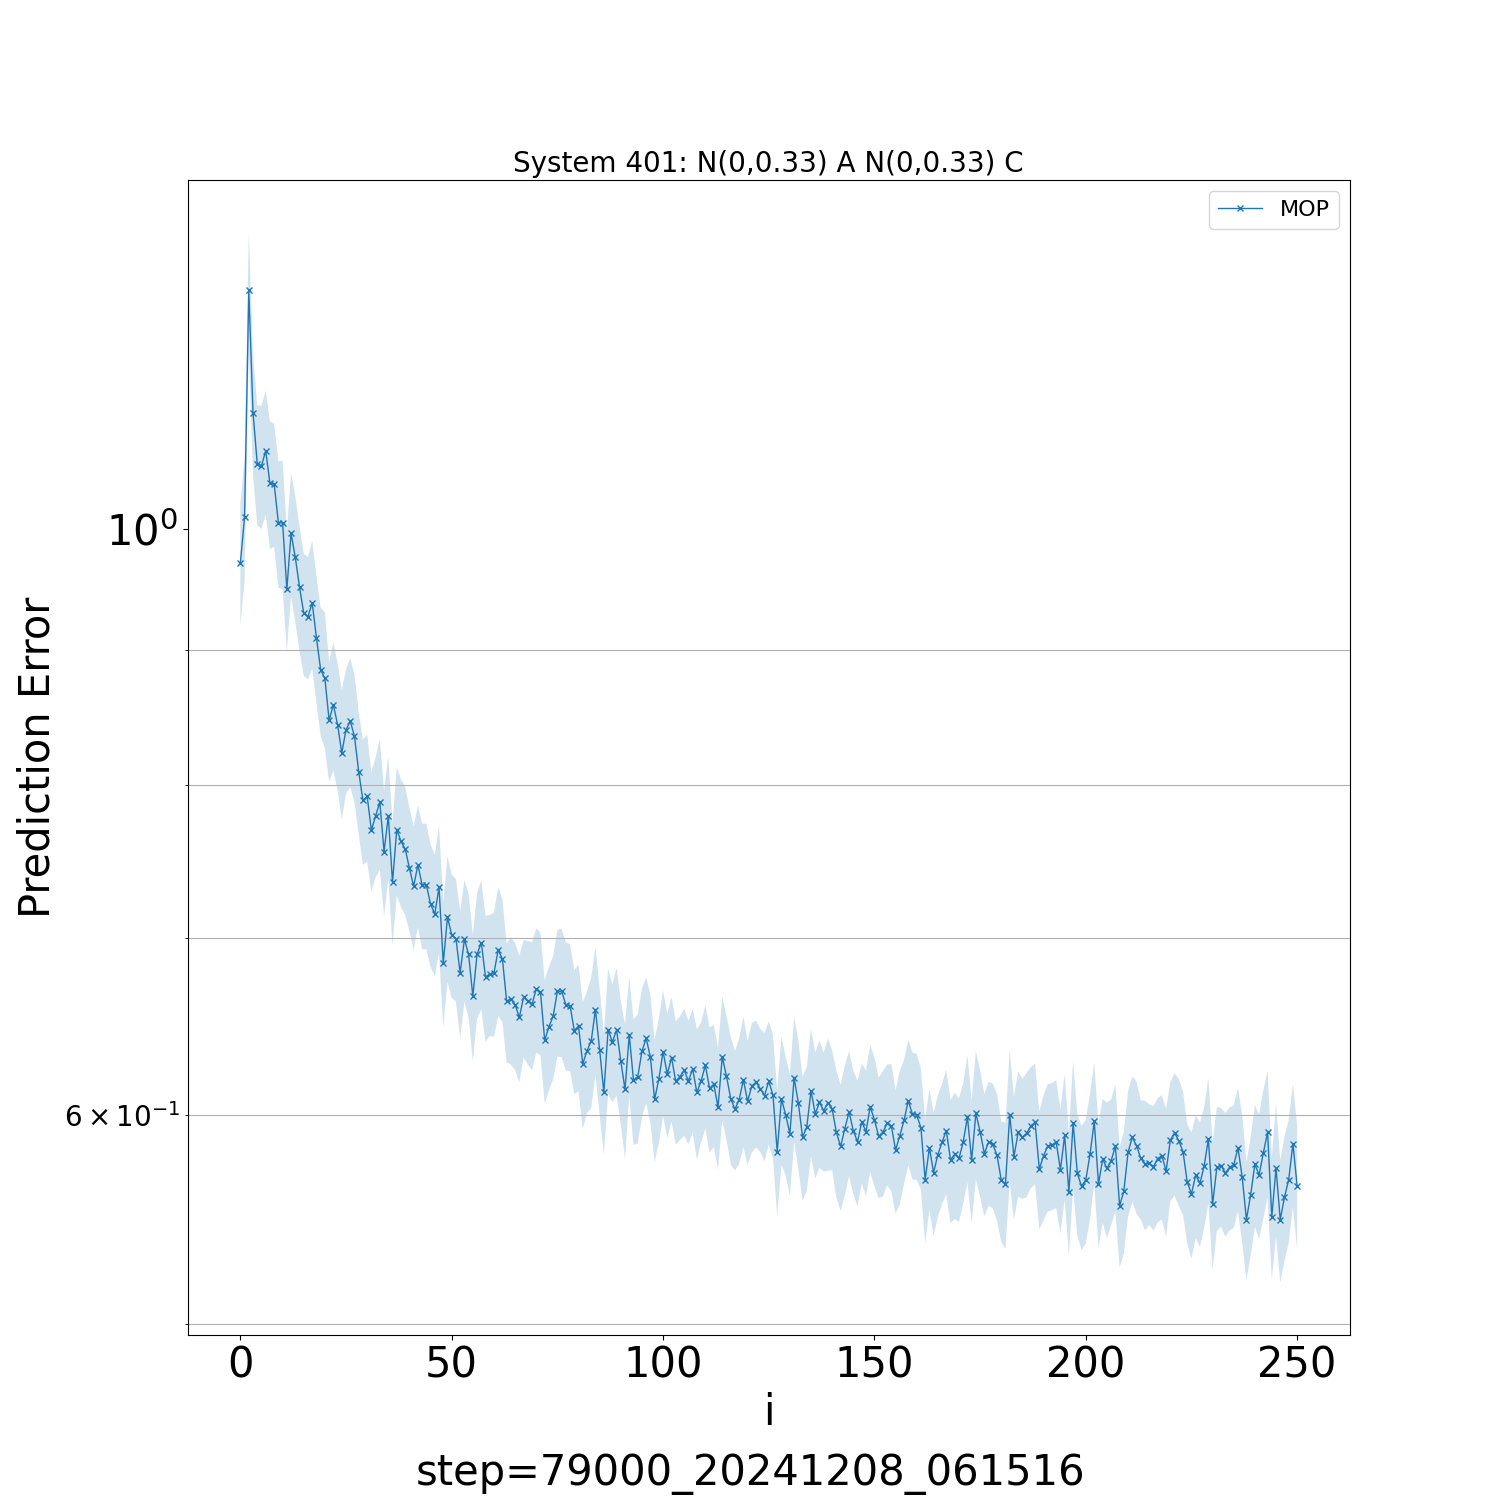 System 401: N(0,0.33) A N(0,0.33) C
MOP
10⁰
6 × 10⁻¹
Prediction Error
0 50 100 150 200 250
i
step=79000_20241208_061516